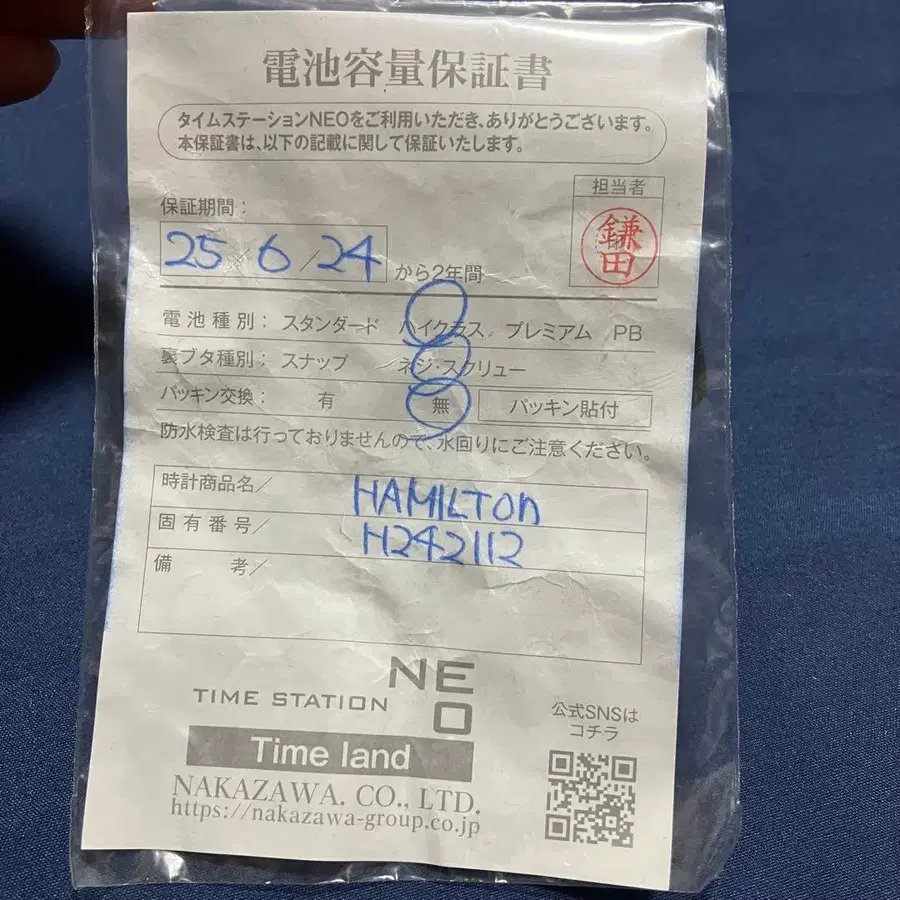 電池容量保証書
タイムステーションNEOをご利用いただき、ありがとうございます。
本保証書は、以下の記載に関して保証いたします。
担当者
鎌田
保証期間：
25 6/24 から2年間
電池種別： スタンダード ハイクラス プレミアム PB
裏ブタ種別： スナップ ネジ・スクリュー
パッキン交換： 有 無 パッキン貼付
防水検査は行っておりませんので、水回りにご注意ください。
時計商品名／ HAMILTON
固有番号／ H242112
備考／
TIME STATION NEO
Time land
NAKAZAWA. CO., LTD.
https://nakazawa-group.co.jp
公式SNSは
コチラ